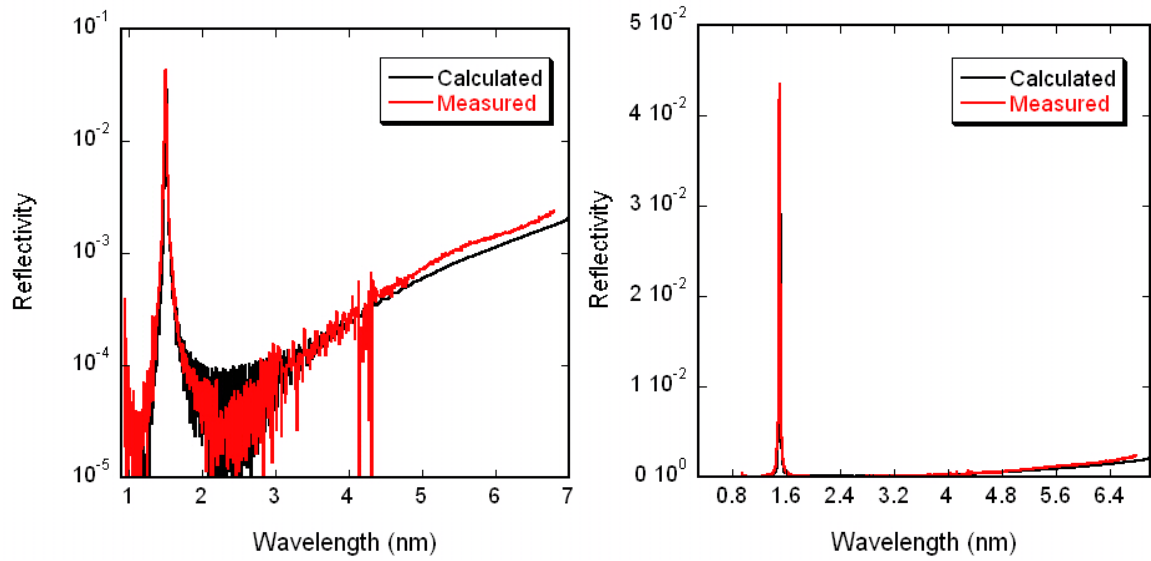 10⁻¹
10⁻²
10⁻³
10⁻⁴
10⁻⁵
Reflectivity
Calculated
Measured
1 2 3 4 5 6 7
Wavelength (nm)
5 10⁻²
4 10⁻²
3 10⁻²
2 10⁻²
1 10⁻²
0 10⁰
Reflectivity
Calculated
Measured
0.8 1.6 2.4 3.2 4 4.8 5.6 6.4
Wavelength (nm)